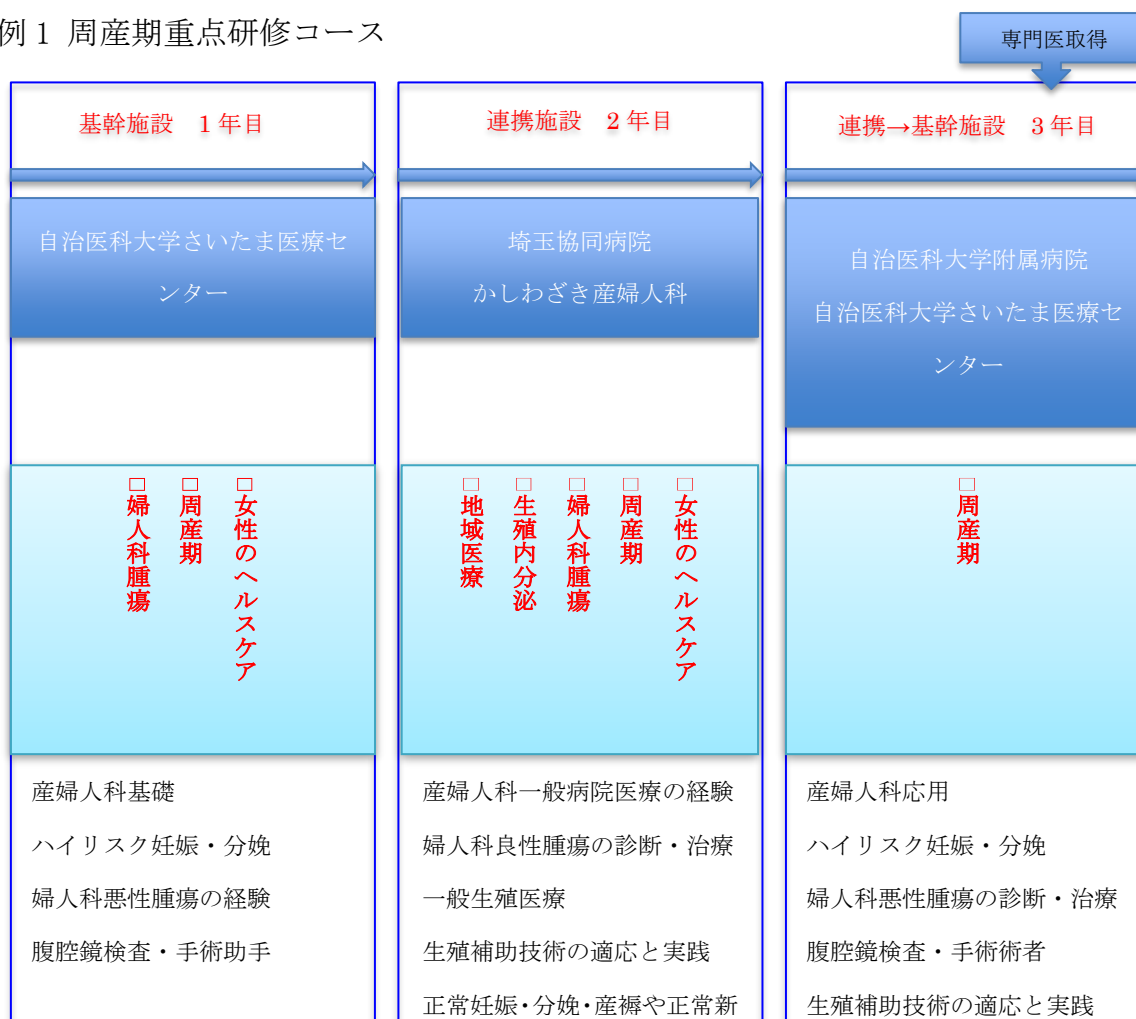 例 1 周産期重点研修コース
専門医取得
基幹施設 1 年目
自治医科大学さいたま医療セ
ンター
□女性のヘルスケア
□周産期
□婦人科腫瘍
産婦人科基礎
ハイリスク妊娠・分娩
婦人科悪性腫瘍の経験
腹腔鏡検査・手術助手
連携施設 2 年目
埼玉協同病院
かしわざき産婦人科
□女性のヘルスケア
□周産期
□婦人科腫瘍
□生殖内分泌
□地域医療
産婦人科一般病院医療の経験
婦人科良性腫瘍の診断・治療
一般生殖医療
生殖補助技術の適応と実践
正常妊娠・分娩・産褥や正常新
連携→基幹施設 3 年目
自治医科大学附属病院
自治医科大学さいたま医療セ
ンター
□周産期
産婦人科応用
ハイリスク妊娠・分娩
婦人科悪性腫瘍の診断・治療
腹腔鏡検査・手術術者
生殖補助技術の適応と実践